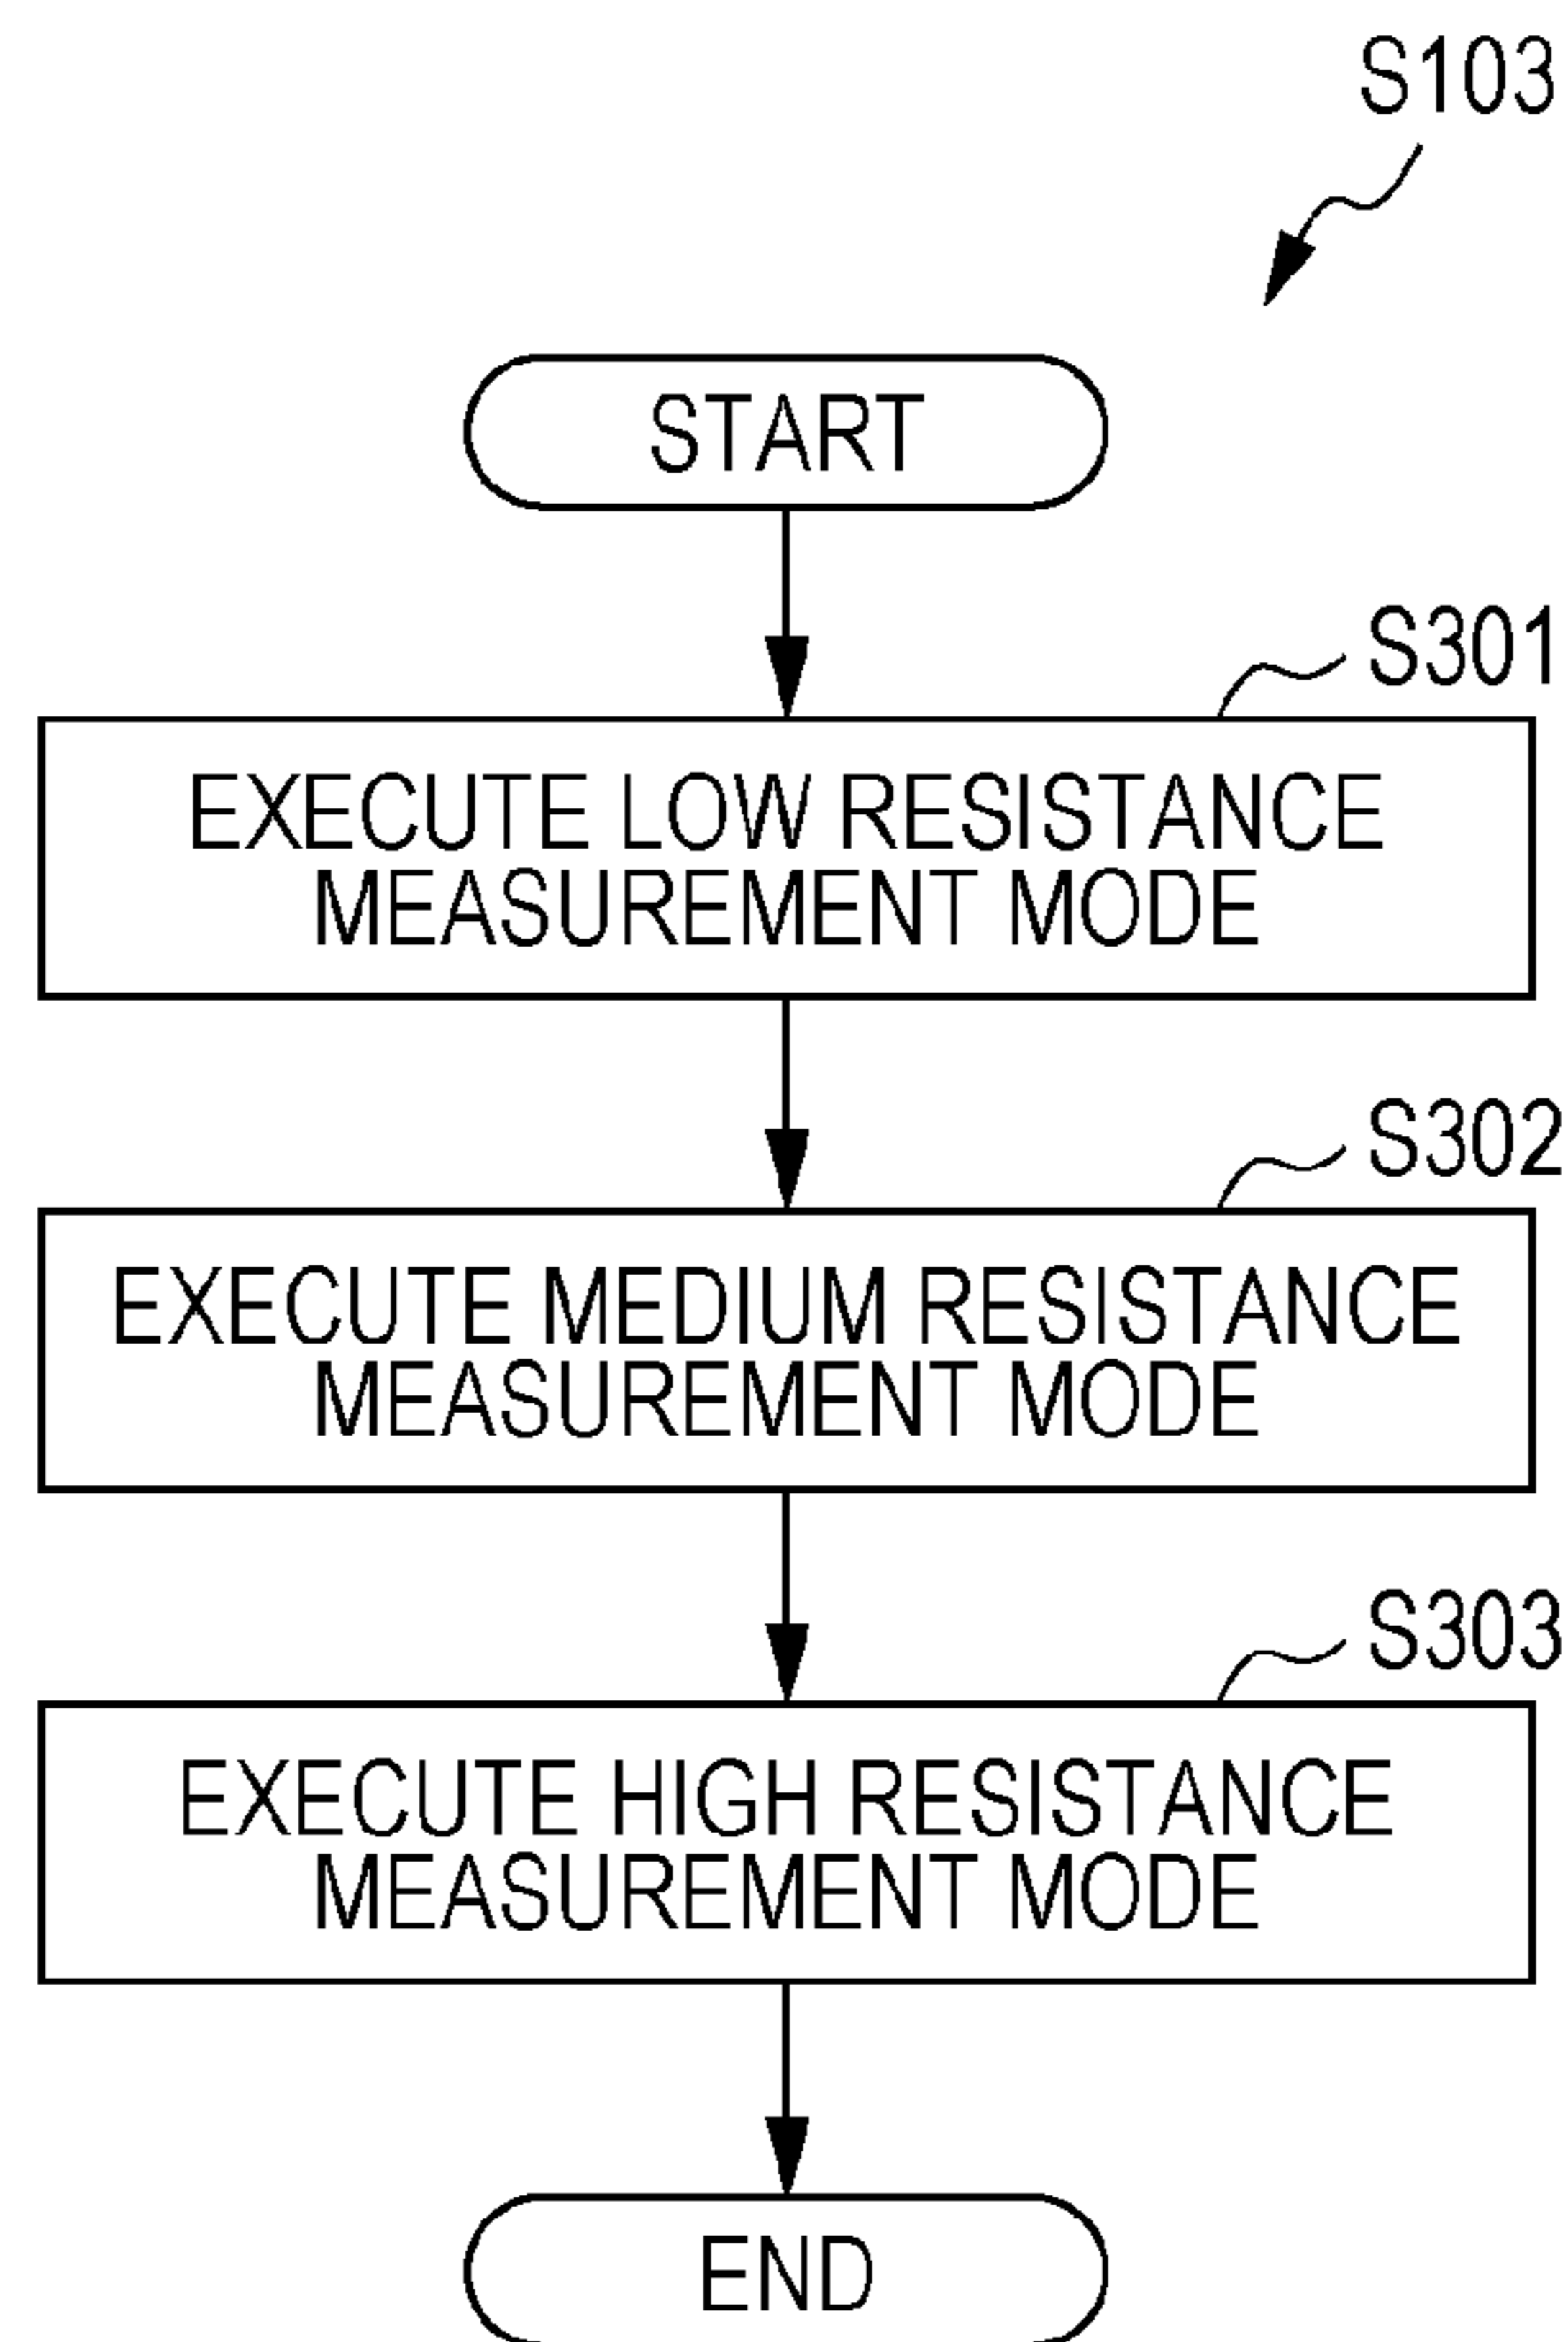 S103
START
S301
EXECUTE LOW RESISTANCE
MEASUREMENT MODE
S302
EXECUTE MEDIUM RESISTANCE
MEASUREMENT MODE
S303
EXECUTE HIGH RESISTANCE
MEASUREMENT MODE
END